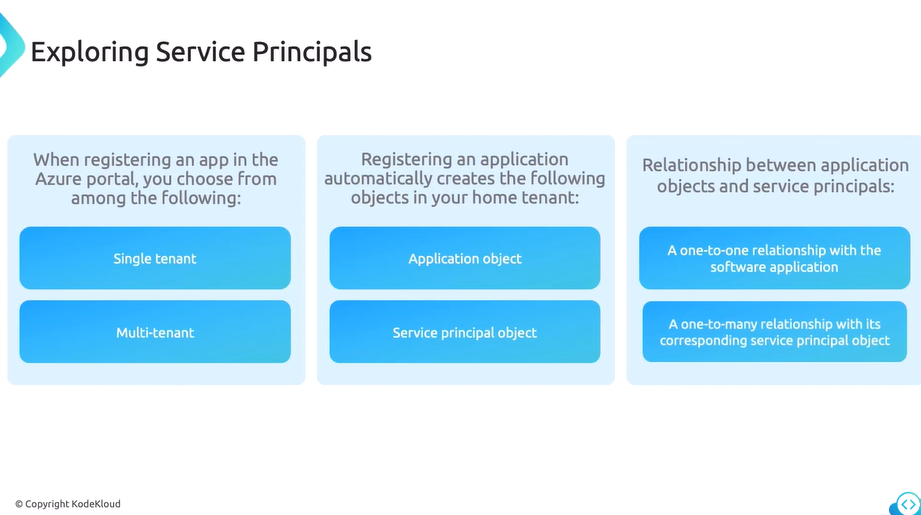 Exploring Service Principals
When registering an app in the
Azure portal, you choose from
among the following:
Single tenant
Multi-tenant
Registering an application
automatically creates the following
objects in your home tenant:
Application object
Service principal object
Relationship between application
objects and service principals:
A one-to-one relationship with the
software application
A one-to-many relationship with its
corresponding service principal object
© Copyright KodeKloud